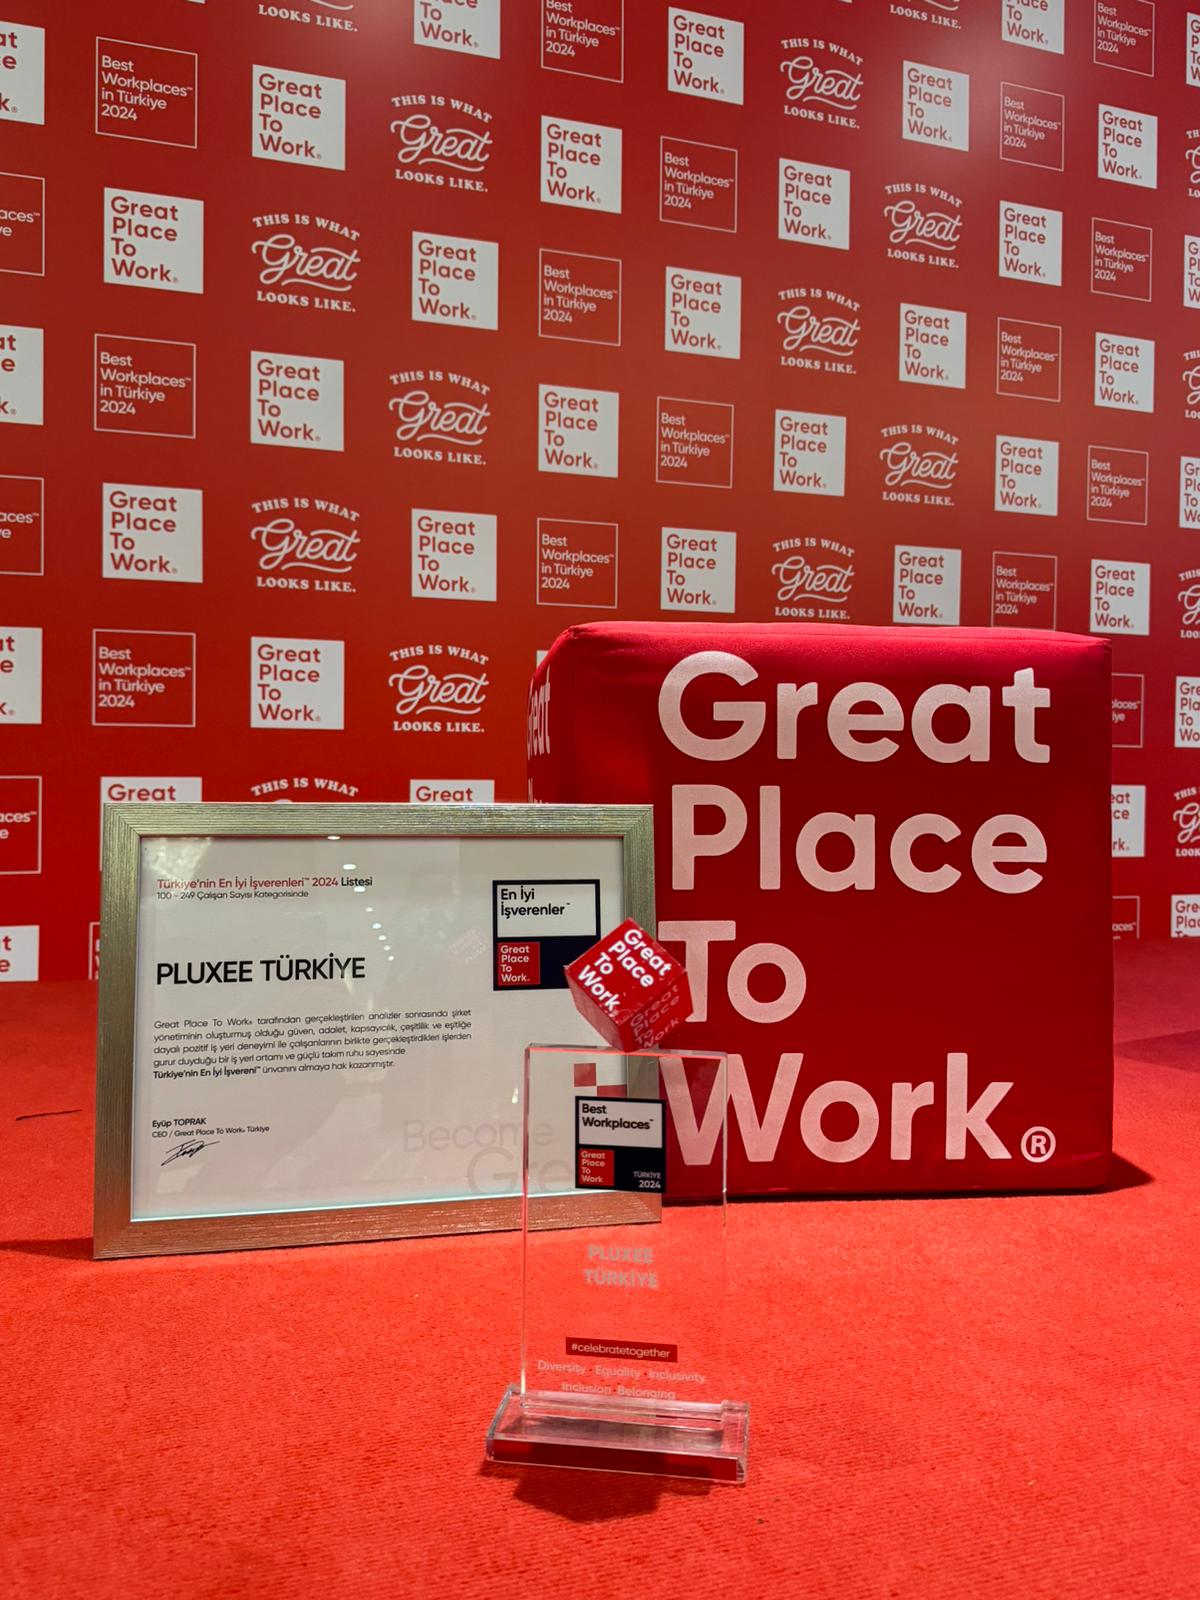 Best
Workplaces™
in Türkiye
2024
Great
Place
To
Work®
THIS IS WHAT
Great
LOOKS LIKE.
Great
Place
To
Work®
Türkiye'nin En İyi İşverenleri™ 2024 Listesi
100 - 249 Çalışan Sayısı Kategorisinde
En İyi
İşverenler™
Great
Place
To
Work.
PLUXEE TÜRKİYE
Great Place To Work® tarafından gerçekleştirilen analizler sonrasında şirket
yönetiminin oluşturmuş olduğu güven, adalet, kapsayıcılık, çeşitlilik ve eşitliğe
dayalı pozitif iş yeri deneyimi ile çalışanlarının birlikte gerçekleştirdikleri işlerden
gurur duyduğu bir iş yeri ortamı ve güçlü takım ruhu sayesinde
Türkiye'nin En İyi İşvereni™ ünvanını almaya hak kazanmıştır.
Eyüp TOPRAK
CEO / Great Place To Work® Türkiye
Become
Gre
Great
Place
To
Work.
Great
Place
To
Work
Best
Workplaces™
Great
Place
To
Work
TÜRKİYE
2024
PLUXEE
TÜRKİYE
#celebratetogether
Diversity · Equality · Inclusivity
Inclusion · Belonging